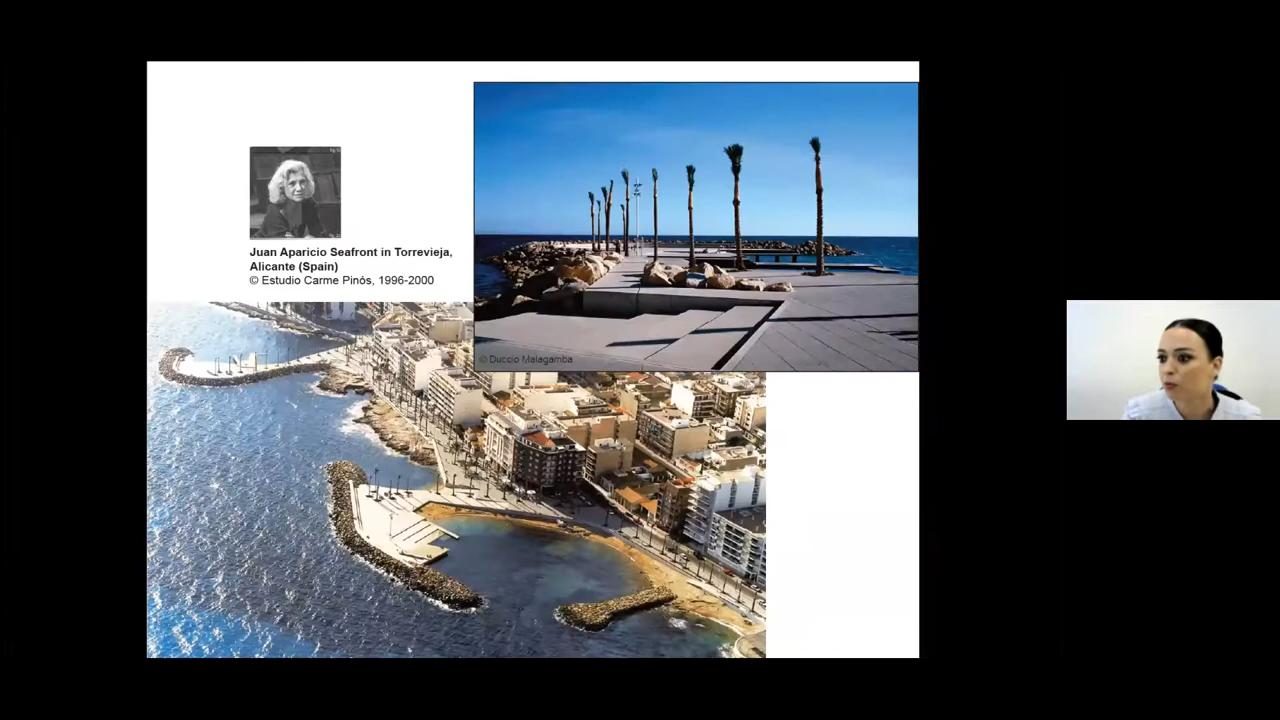 Juan Aparicio Seafront in Torrevieja,
Alicante (Spain)
© Estudio Carme Pinós, 1996-2000
© Duccio Malagamba